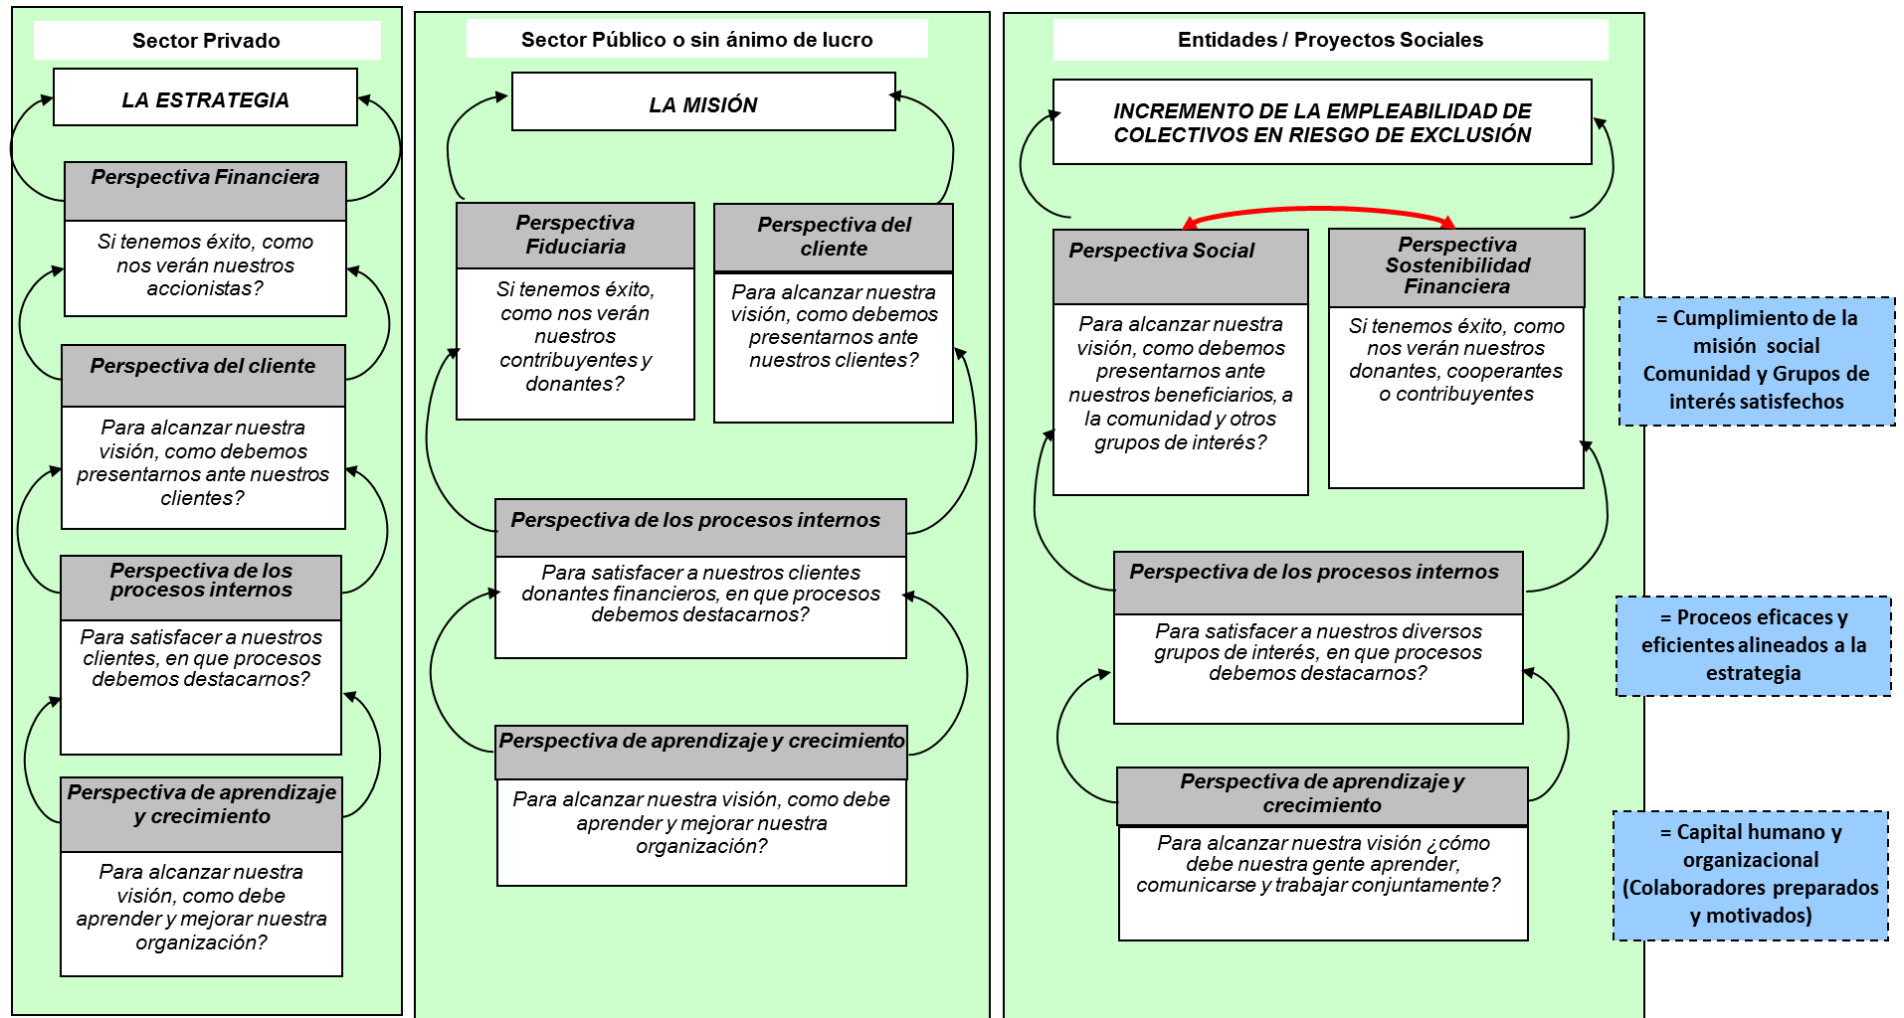 Sector Privado
LA ESTRATEGIA
Perspectiva Financiera
Si tenemos éxito, como
nos verán nuestros
accionistas?
Perspectiva del cliente
Para alcanzar nuestra
visión, como debemos
presentarnos ante nuestros
clientes?
Perspectiva de los
procesos internos
Para satisfacer a nuestros
clientes, en que procesos
debemos destacarnos?
Perspectiva de aprendizaje
y crecimiento
Para alcanzar nuestra
visión, como debe
aprender y mejorar nuestra
organización?
Sector Público o sin ánimo de lucro
LA MISIÓN
Perspectiva
Fiduciaria
Si tenemos éxito,
como nos verán
nuestros
contribuyentes y
donantes?
Perspectiva del
cliente
Para alcanzar nuestra
visión, como debemos
presentarnos ante
nuestros clientes?
Perspectiva de los procesos internos
Para satisfacer a nuestros clientes
donantes financieros, en que procesos
debemos destacarnos?
Perspectiva de aprendizaje y crecimiento
Para alcanzar nuestra visión, como debe
aprender y mejorar nuestra
organización?
Entidades / Proyectos Sociales
INCREMENTO DE LA EMPLEABILIDAD DE
COLECTIVOS EN RIESGO DE EXCLUSIÓN
Perspectiva Social
Para alcanzar nuestra
visión, como debemos
presentarnos ante
nuestros beneficiarios, a
la comunidad y otros
grupos de interés?
Perspectiva
Sostenibilidad
Financiera
Si tenemos éxito, como
nos verán nuestros
donantes, cooperantes
o contribuyentes
Perspectiva de los procesos internos
Para satisfacer a nuestros diversos
grupos de interés, en que procesos
debemos destacarnos?
Perspectiva de aprendizaje y
crecimiento
Para alcanzar nuestra visión ¿cómo
debe nuestra gente aprender,
comunicarse y trabajar conjuntamente?
= Cumplimiento de la
misión social
Comunidad y Grupos de
interés satisfechos
= Proceos eficaces y
eficientes alineados a la
estrategia
= Capital humano y
organizacional
(Colaboradores preparados
y motivados)